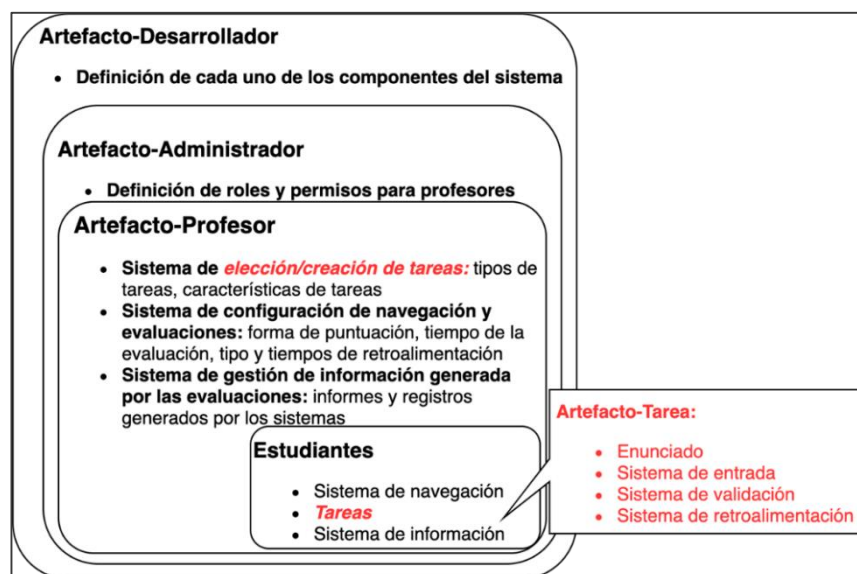 Artefacto-Desarrollador
• Definición de cada uno de los componentes del sistema
Artefacto-Administrador
• Definición de roles y permisos para profesores
Artefacto-Profesor
• Sistema de elección/creación de tareas: tipos de
tareas, características de tareas
• Sistema de configuración de navegación y
evaluaciones: forma de puntuación, tiempo de la
evaluación, tipo y tiempos de retroalimentación
• Sistema de gestión de información generada
por las evaluaciones: informes y registros
generados por los sistemas
Estudiantes
• Sistema de navegación
• Tareas
• Sistema de información
Artefacto-Tarea:
• Enunciado
• Sistema de entrada
• Sistema de validación
• Sistema de retroalimentación